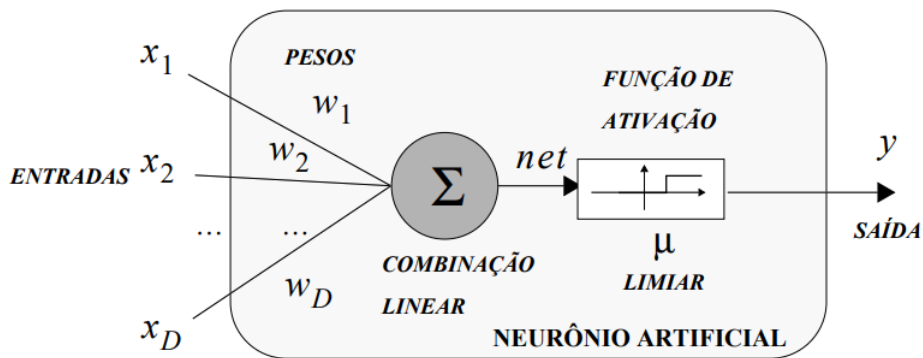 x1
PESOS
FUNÇÃO DE
ATIVAÇÃO
w1
ENTRADAS x2
w2
net
y
Σ
...
...
μ
SAÍDA
COMBINAÇÃO
LINEAR
LIMIAR
wD
xD
NEURÔNIO ARTIFICIAL